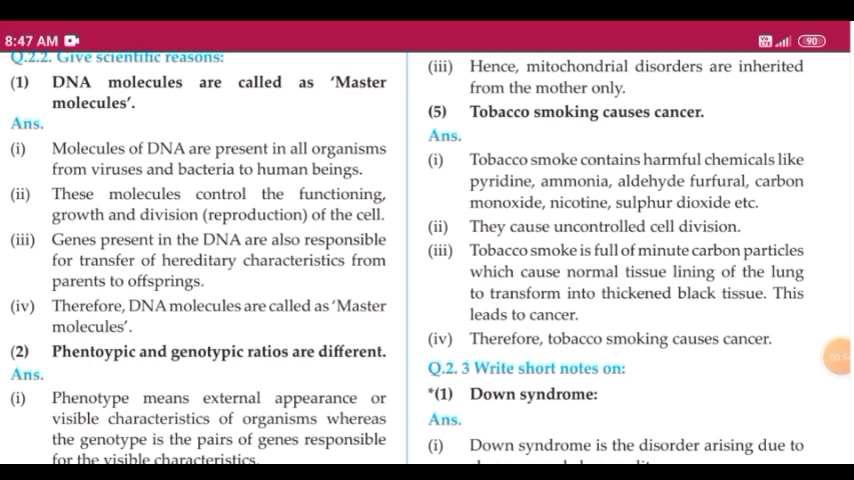 8:47 AM
90
Q.2.2. Give scientific reasons:
(1) DNA molecules are called as ‘Master
molecules’.
Ans.
(i) Molecules of DNA are present in all organisms
from viruses and bacteria to human beings.
(ii) These molecules control the functioning,
growth and division (reproduction) of the cell.
(iii) Genes present in the DNA are also responsible
for transfer of hereditary characteristics from
parents to offsprings.
(iv) Therefore, DNA molecules are called as ‘Master
molecules’.
(2) Phentoypic and genotypic ratios are different.
Ans.
(i) Phenotype means external appearance or
visible characteristics of organisms whereas
the genotype is the pairs of genes responsible
for the visible characteristics.
(iii) Hence, mitochondrial disorders are inherited
from the mother only.
(5) Tobacco smoking causes cancer.
Ans.
(i) Tobacco smoke contains harmful chemicals like
pyridine, ammonia, aldehyde furfural, carbon
monoxide, nicotine, sulphur dioxide etc.
(ii) They cause uncontrolled cell division.
(iii) Tobacco smoke is full of minute carbon particles
which cause normal tissue lining of the lung
to transform into thickened black tissue. This
leads to cancer.
(iv) Therefore, tobacco smoking causes cancer.
Q.2. 3 Write short notes on:
*(1) Down syndrome:
Ans.
(i) Down syndrome is the disorder arising due to